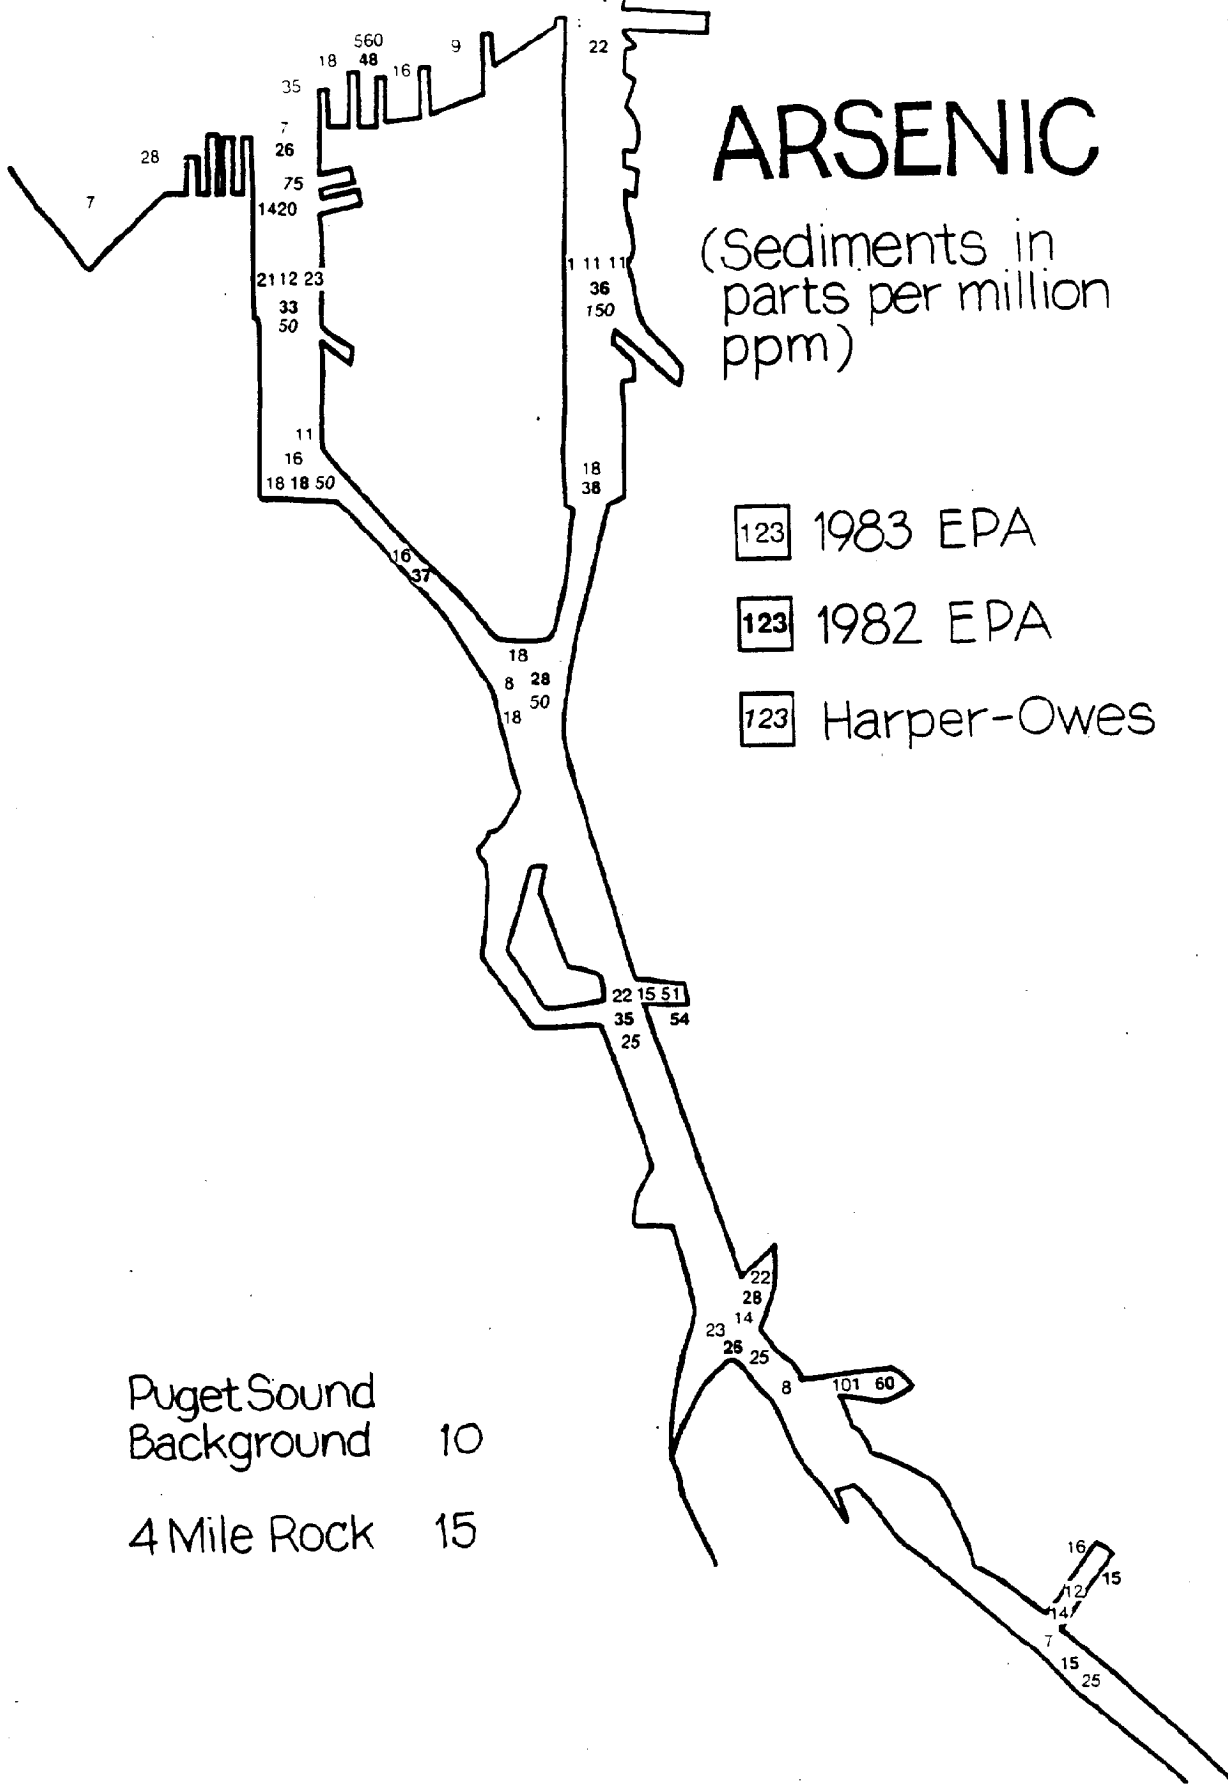 560
18 48 16 9 22
35
7
26
28
75
7
1420
21 12 23
33
50
1 11 11
36
150
ARSENIC
(Sediments in
parts per million
ppm)
11
16
18 18 50
18
38
123 1983 EPA
123 1982 EPA
123 Harper-Owes
16
37
18
8 28
50
18
22 15 51
35 54
25
22
28
14
23
26 25
8 101 60
Puget Sound
Background 10
4 Mile Rock 15
16
15
12
14
7
15
25